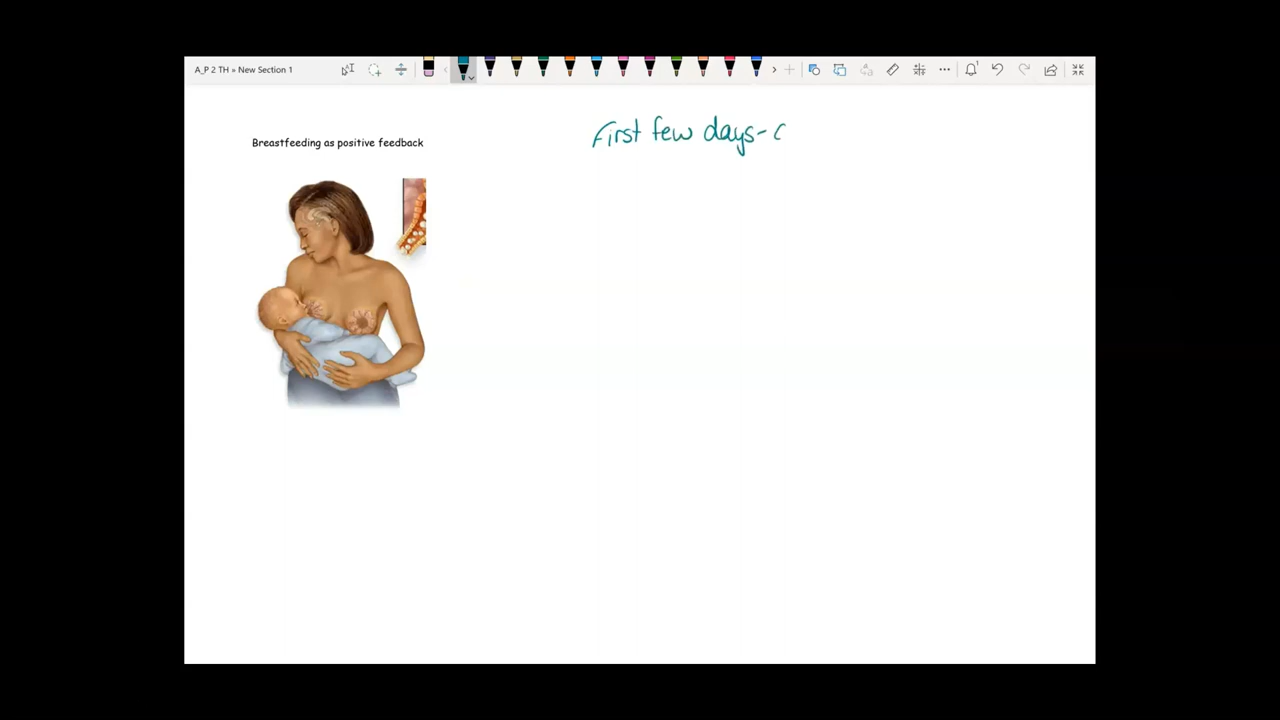 A_P 2 TH » New Section 1
Breastfeeding as positive feedback
First few days- c